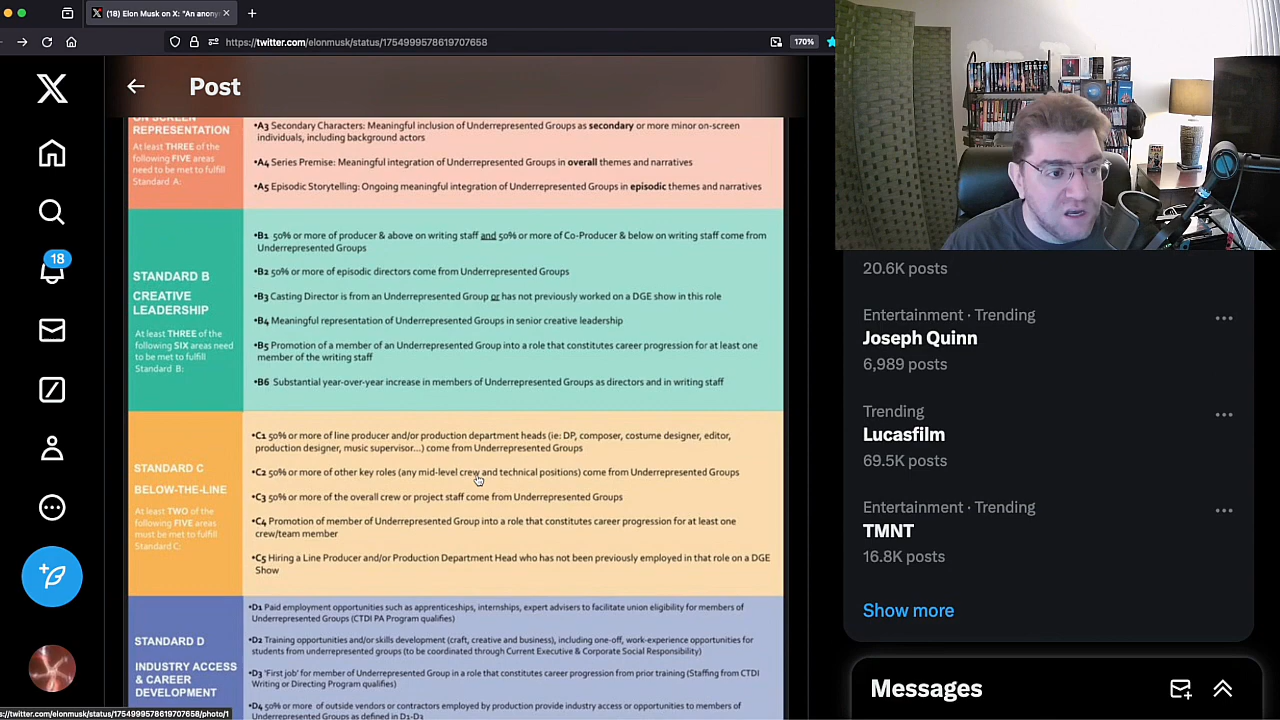 (18) Elon Musk on X: "An anony
https://twitter.com/elonmusk/status/1754999578619707658
170%
Post
ON SCREEN
REPRESENTATION
At least THREE of the
following FIVE areas
need to be met to fulfill
Standard A:
•A3 Secondary Characters: Meaningful inclusion of Underrepresented Groups as secondary or more minor on-screen
individuals, including background actors
•A4 Series Premise: Meaningful integration of Underrepresented Groups in overall themes and narratives
•A5 Episodic Storytelling: Ongoing meaningful integration of Underrepresented Groups in episodic themes and narratives
STANDARD B
CREATIVE
LEADERSHIP
At least THREE of the
following SIX areas need
to be met to fulfill
Standard B:
•B1 50% or more of producer & above on writing staff and 50% or more of Co-Producer & below on writing staff come from
Underrepresented Groups
•B2 50% or more of episodic directors come from Underrepresented Groups
•B3 Casting Director is from an Underrepresented Group or has not previously worked on a DGE show in this role
•B4 Meaningful representation of Underrepresented Groups in senior creative leadership
•B5 Promotion of a member of an Underrepresented Group into a role that constitutes career progression for at least one
member of the writing staff
•B6 Substantial year-over-year increase in members of Underrepresented Groups as directors and in writing staff
STANDARD C
BELOW-THE-LINE
At least TWO of the
following FIVE areas
must be met to fulfill
Standard C:
•C1 50% or more of line producer and/or production department heads (ie: DP, composer, costume designer, editor,
production designer, music supervisor...) come from Underrepresented Groups
•C2 50% or more of other key roles (any mid-level crew and technical positions) come from Underrepresented Groups
•C3 50% or more of the overall crew or project staff come from Underrepresented Groups
•C4 Promotion of member of Underrepresented Group into a role that constitutes career progression for at least one
crew/team member
•C5 Hiring a Line Producer and/or Production Department Head who has not been previously employed in that role on a DGE
Show
STANDARD D
INDUSTRY ACCESS
& CAREER
DEVELOPMENT
•D1 Paid employment opportunities such as apprenticeships, internships, expert advisers to facilitate union eligibility for members of
Underrepresented Groups (CTDI PA Program qualifies)
•D2 Training opportunities and/or skills development (craft, creative and business), including one-off, work-experience opportunities for
students from underrepresented groups (to be coordinated through Current Executive & Corporate Social Responsibility)
•D3 'First job' for member of Underrepresented Group in a role that constitutes career progression from prior training (Staffing from CTDI
Writing or Directing Program qualifies)
•D4 50% or more of outside vendors or contractors employed by production provide industry access or opportunities to members of
Underrepresented Groups as defined in D1-D3
18
20.6K posts
Entertainment · Trending
Joseph Quinn
6,989 posts
Trending
Lucasfilm
69.5K posts
Entertainment · Trending
TMNT
16.8K posts
Show more
Messages
https://twitter.com/elonmusk/status/1754999578619707658/photo/1